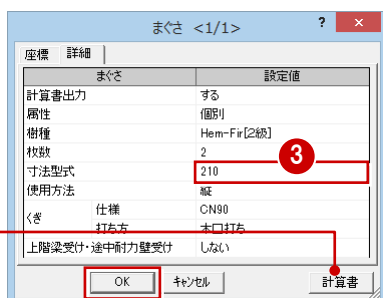 まぐさ <1/1> ? ×
座標 詳細
まぐさ 設定値
計算書出力 する
属性 個別
樹種 Hem-Fir[2級]
枚数 2
寸法型式 210
3
使用方法 縦
くぎ 仕様 CN90
打ち方 木口打ち
上階梁受け・途中耐力壁受け しない
OK キャンセル 計算書